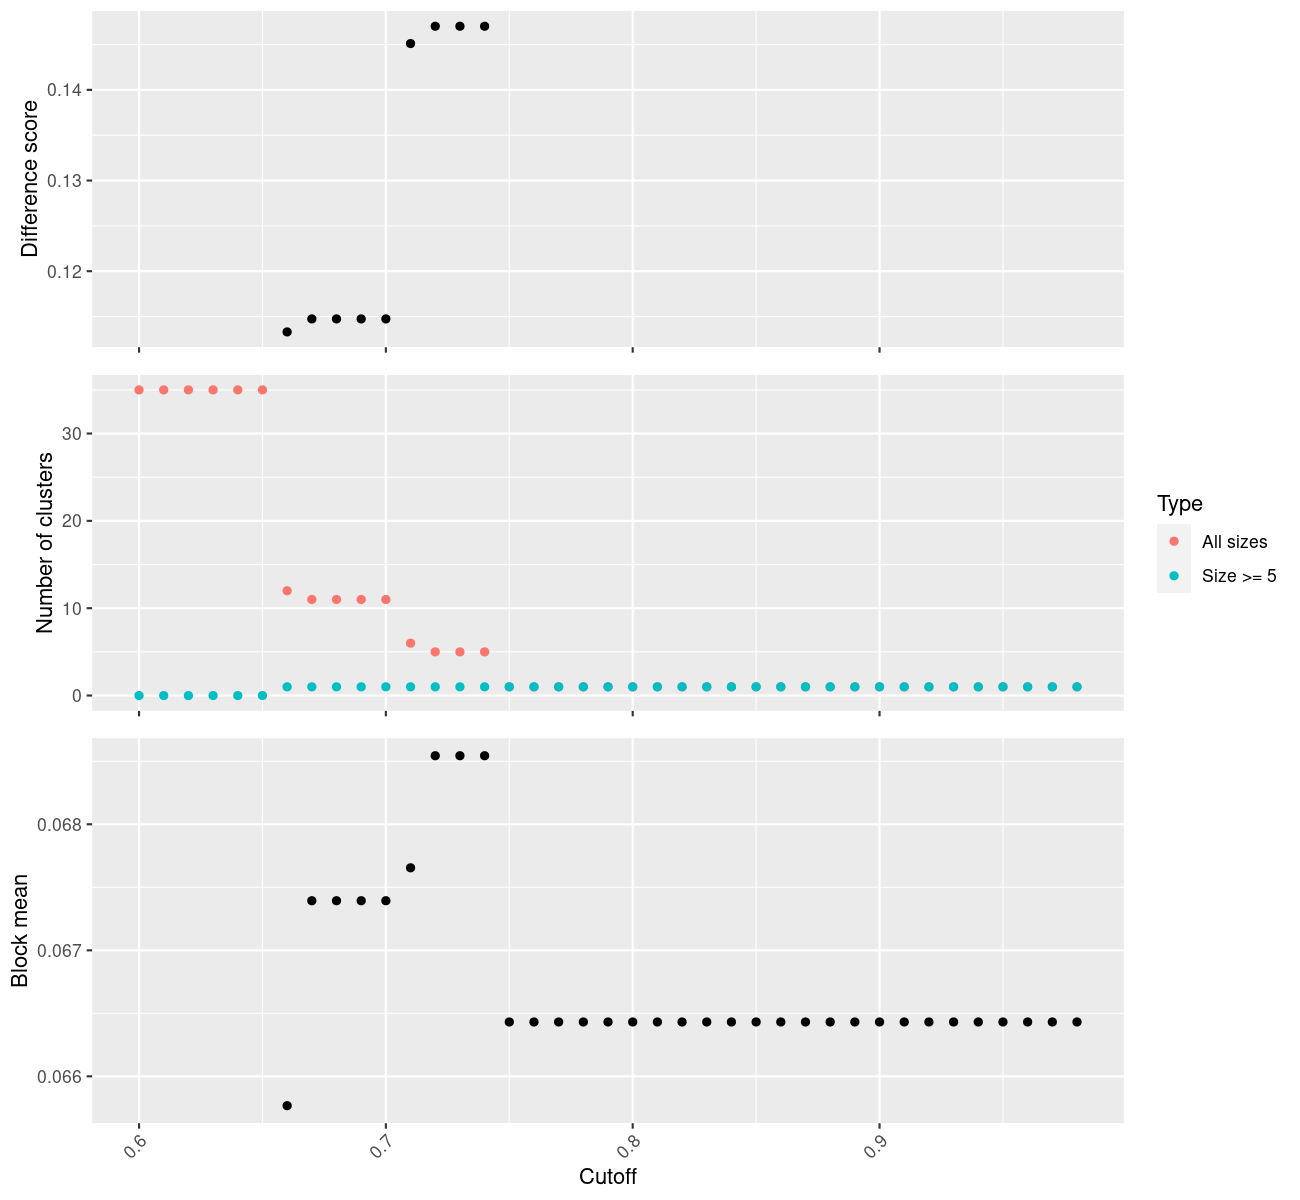 Difference score
0.14
0.13
0.12
Number of clusters
30
20
10
0
Type
All sizes
Size >= 5
Block mean
0.068
0.067
0.066
0.6
0.7
0.8
0.9
Cutoff